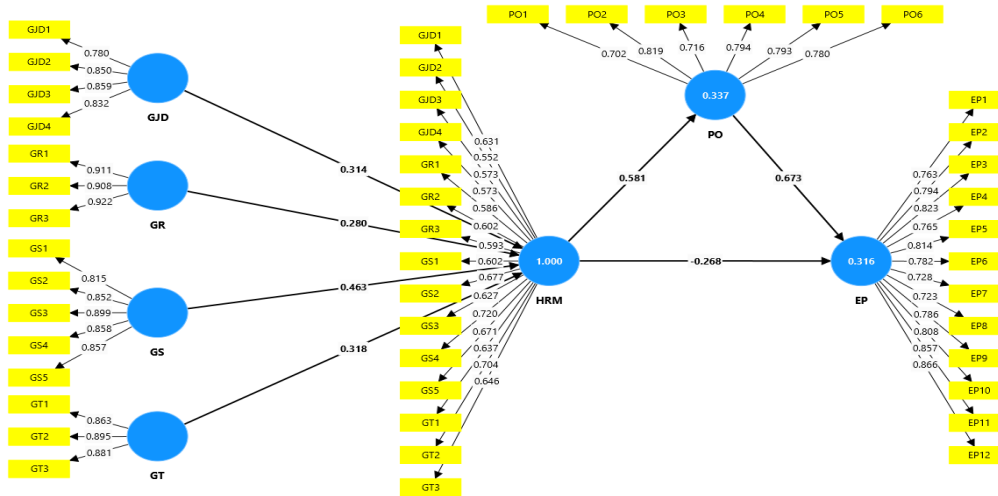 PO1 PO2 PO3 PO4 PO5 PO6
0.702 0.819 0.716 0.794 0.793 0.780
0.337
PO
GJD1
GJD2
GJD3
GJD4
0.780
0.850
0.859
0.832
GJD
GR1
GR2
GR3
0.911
0.908
0.922
GR
GS1
GS2
GS3
GS4
GS5
0.815
0.852
0.899
0.858
0.857
GS
GT1
GT2
GT3
0.863
0.895
0.881
GT
0.314
0.280
0.463
0.318
GJD1
GJD2
GJD3
GJD4
GR1
GR2
GR3
GS1
GS2
GS3
GS4
GS5
GT1
GT2
GT3
0.631
0.552
0.573
0.573
0.586
0.602
0.593
0.602
0.677
0.627
0.720
0.671
0.637
0.704
0.646
1.000
HRM
0.581
0.673
-0.268
0.316
EP
0.763
0.794
0.823
0.765
0.814
0.782
0.728
0.723
0.786
0.808
0.857
0.866
EP1
EP2
EP3
EP4
EP5
EP6
EP7
EP8
EP9
EP10
EP11
EP12